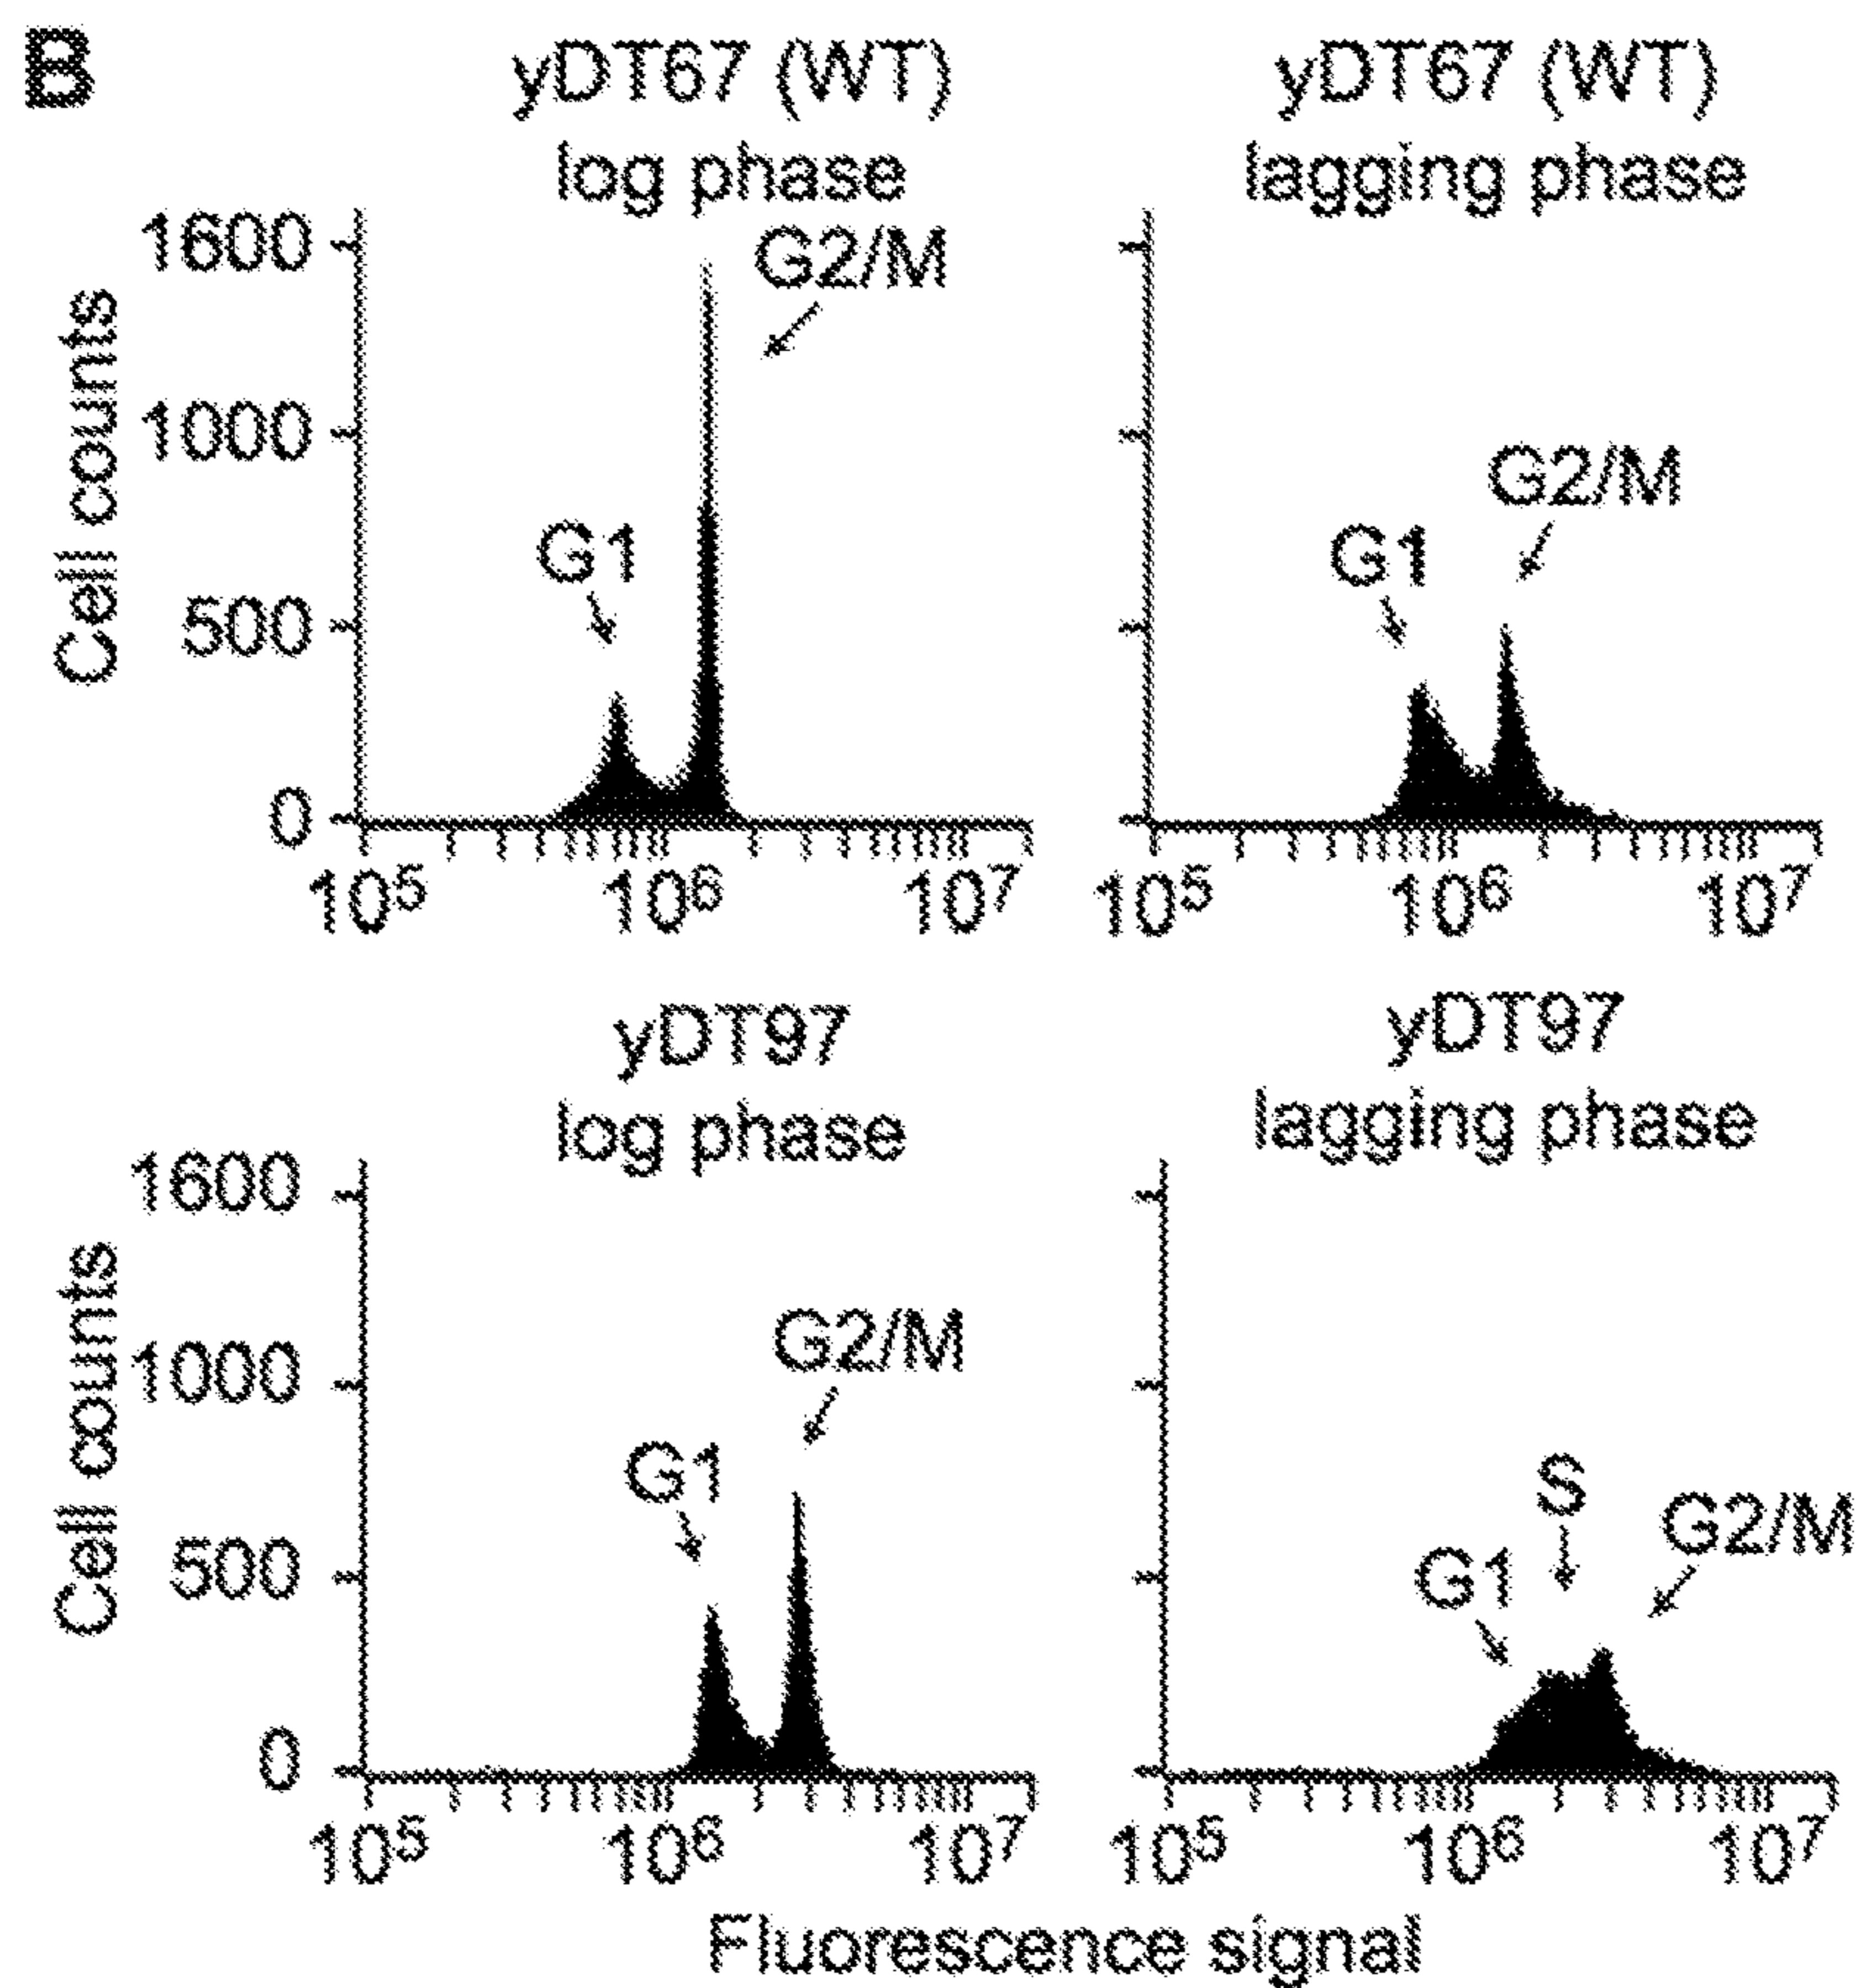 B
yDT67 (WT)
log phase
yDT67 (WT)
lagging phase
Cell counts
1600
1000
500
0
G1
G2/M
G1
G2/M
10⁵ 10⁶ 10⁷
10⁵ 10⁶ 10⁷
yDT97
log phase
yDT97
lagging phase
Cell counts
1600
1000
500
0
G1
G2/M
G1
S
G2/M
10⁵ 10⁶ 10⁷
10⁵ 10⁶ 10⁷
Fluorescence signal